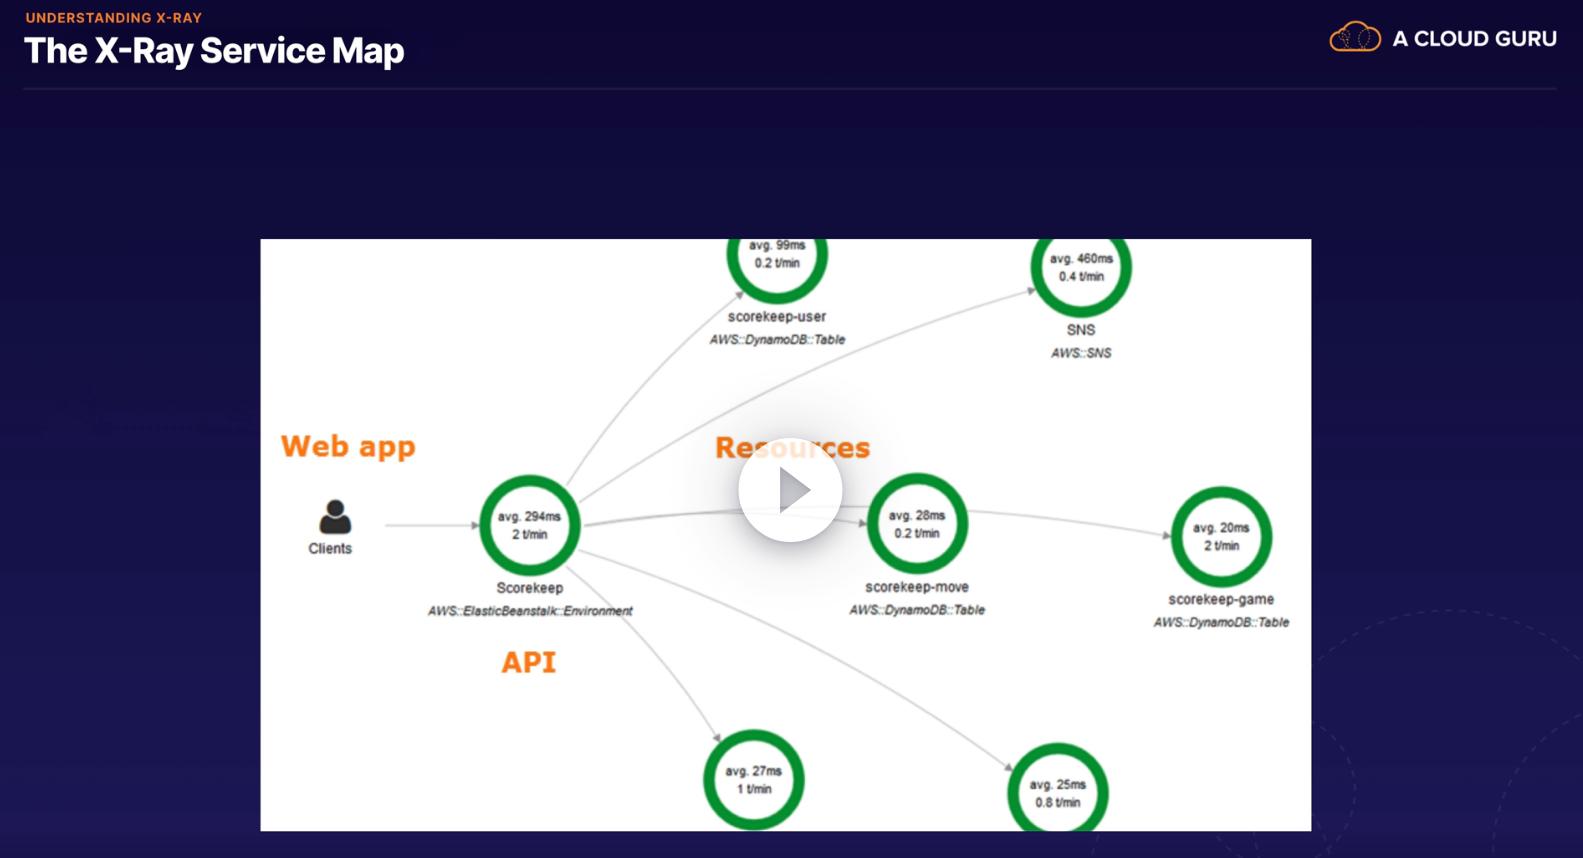 UNDERSTANDING X-RAY
The X-Ray Service Map
A CLOUD GURU
avg. 99ms
0.2 t/min
scorekeep-user
AWS::DynamoDB::Table
avg. 460ms
0.4 t/min
SNS
AWS::SNS
Web app
Resources
Clients
avg. 294ms
2 t/min
Scorekeep
AWS::ElasticBeanstalk::Environment
API
avg. 28ms
0.2 t/min
scorekeep-move
AWS::DynamoDB::Table
avg. 20ms
2 t/min
scorekeep-game
AWS::DynamoDB::Table
avg. 27ms
1 t/min
avg. 25ms
0.8 t/min